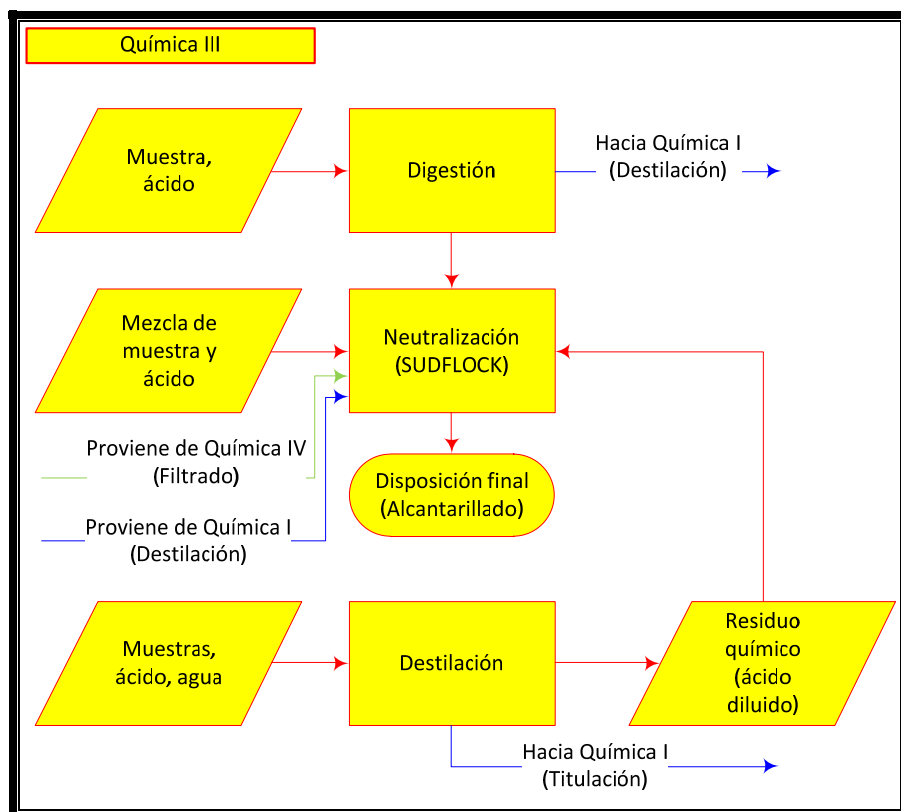 Química III
Muestra,
ácido
Digestión
Hacia Química I
(Destilación)
Mezcla de
muestra y
ácido
Neutralización
(SUDFLOCK)
Proviene de Química IV
(Filtrado)
Disposición final
(Alcantarillado)
Proviene de Química I
(Destilación)
Muestras,
ácido, agua
Destilación
Residuo
químico
(ácido
diluido)
Hacia Química I
(Titulación)